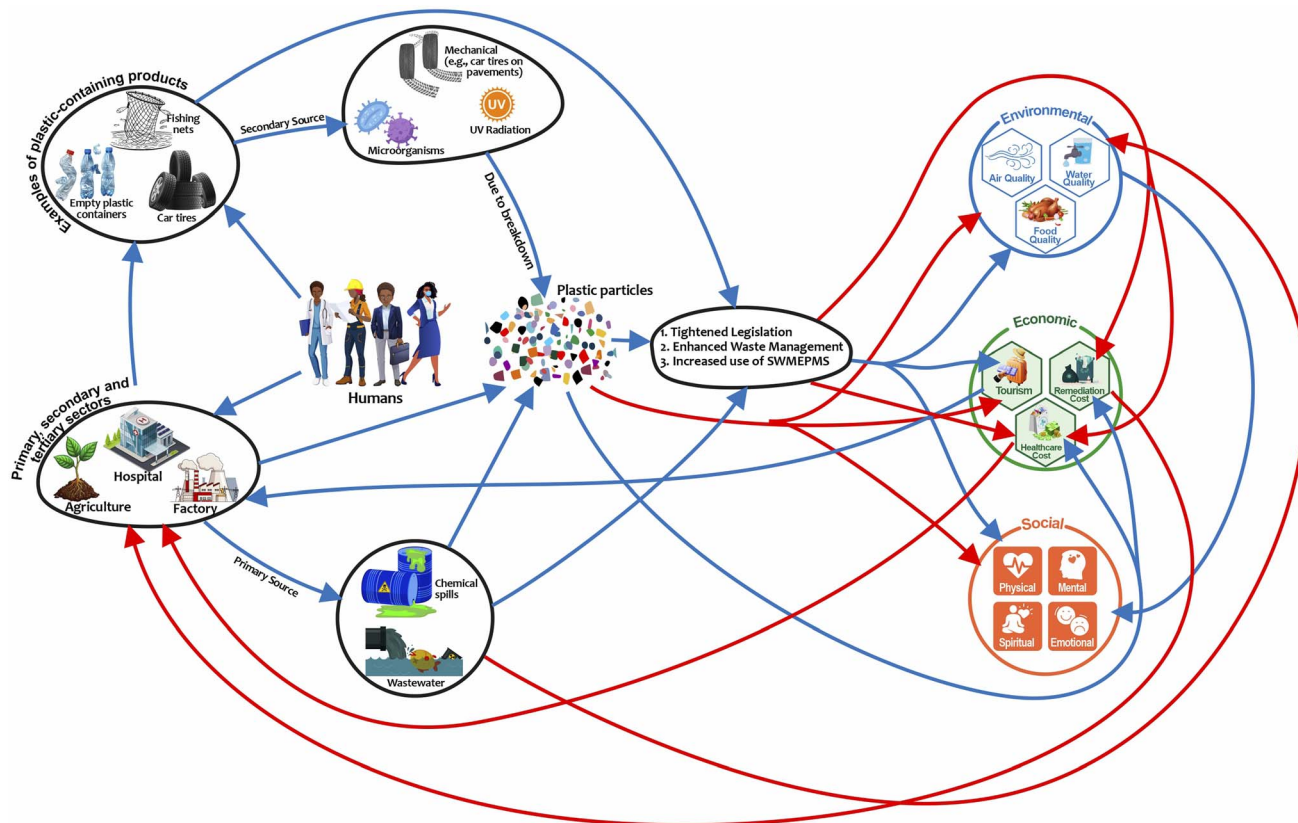 Examples of plastic-containing products
Fishing
nets
Empty plastic
containers
Car tires
Secondary Source
Mechanical
(e.g., car tires on
pavements)
UV
UV Radiation
Microorganisms
Due to breakdown
Humans
Plastic particles
1. Tightened Legislation
2. Enhanced Waste Management
3. Increased use of SWMEPMS
Primary, secondary and
tertiary sectors
H
Hospital
Agriculture
Factory
Primary Source
Chemical
spills
Wastewater
Environmental
Air Quality
Water
Quality
Food
Quality
Economic
Tourism
Remediation
Cost
Healthcare
Cost
Social
Physical
Mental
Spiritual
Emotional